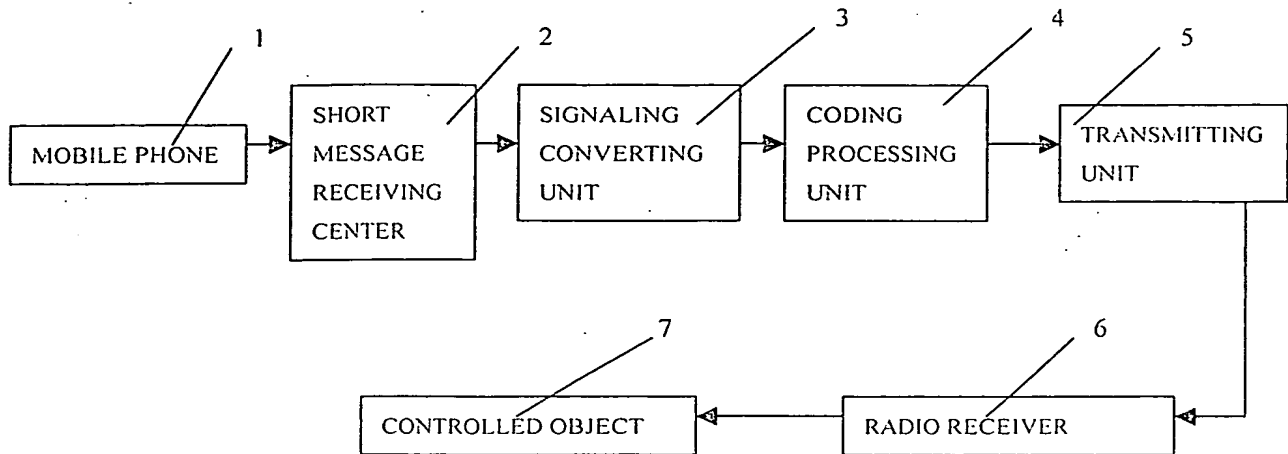 1
2
3
4
5
MOBILE PHONE
SHORT
MESSAGE
RECEIVING
CENTER
SIGNALING
CONVERTING
UNIT
CODING
PROCESSING
UNIT
TRANSMITTING
UNIT
7
6
CONTROLLED OBJECT
RADIO RECEIVER